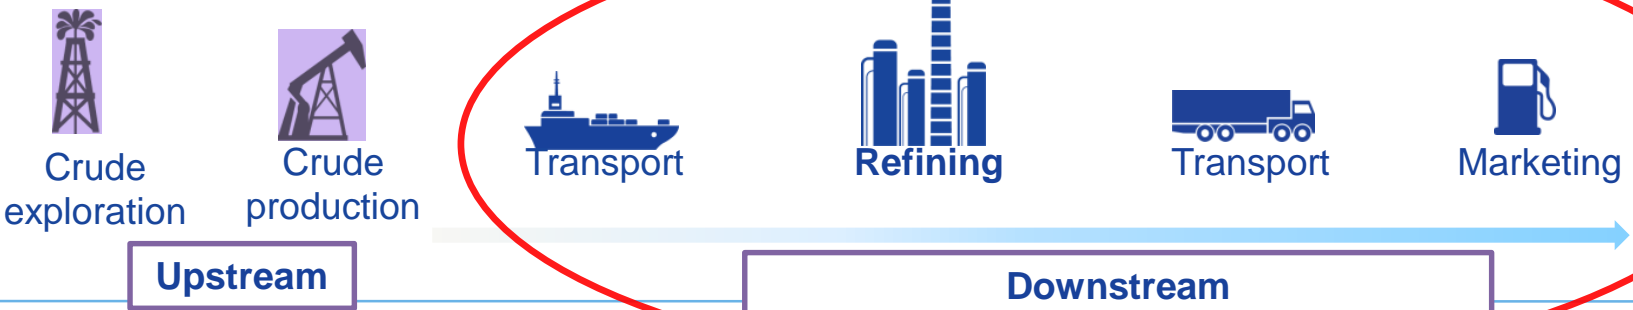 Crude
exploration
Crude
production
Transport
Refining
Transport
Marketing
Upstream
Downstream